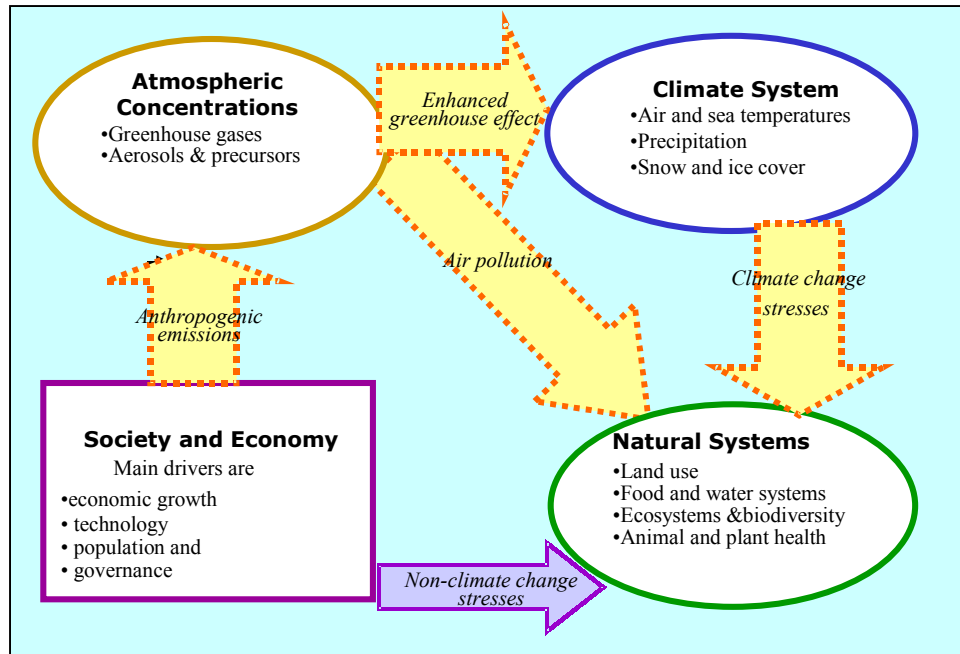 Atmospheric
Concentrations
•Greenhouse gases
•Aerosols & precursors
Enhanced
greenhouse effect
Climate System
•Air and sea temperatures
•Precipitation
•Snow and ice cover
Air pollution
Climate change
stresses
Anthropogenic
emissions
Society and Economy
Main drivers are
•economic growth
• technology
• population and
• governance
Natural Systems
•Land use
•Food and water systems
•Ecosystems &biodiversity
•Animal and plant health
Non-climate change
stresses